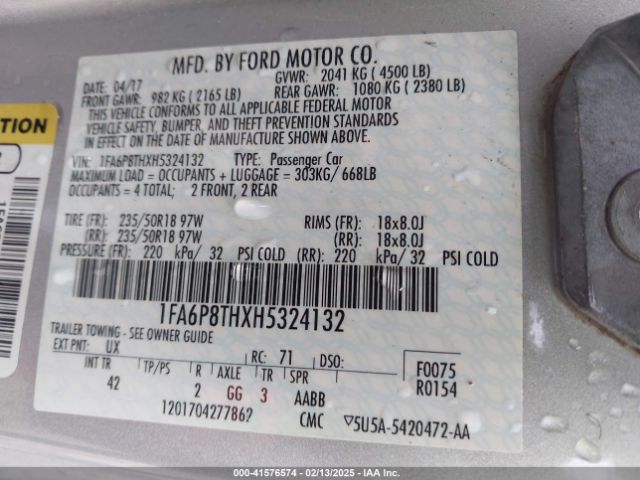 MFD. BY FORD MOTOR CO.
DATE: 04/17 GVWR: 2041 KG ( 4500 LB)
FRONT GAWR: 982 KG ( 2165 LB) REAR GAWR: 1080 KG ( 2380 LB)
THIS VEHICLE CONFORMS TO ALL APPLICABLE FEDERAL MOTOR
VEHICLE SAFETY, BUMPER, AND THEFT PREVENTION STANDARDS
IN EFFECT ON THE DATE OF MANUFACTURE SHOWN ABOVE.
VIN: 1FA6P8THXH5324132 TYPE: Passenger Car
MAXIMUM LOAD = OCCUPANTS + LUGGAGE = 303KG/ 668LB
OCCUPANTS = 4 TOTAL; 2 FRONT, 2 REAR
TIRE (FR): 235/50R18 97W RIMS (FR): 18x8.0J
(RR): 235/50R18 97W (RR): 18x8.0J
PRESSURE (FR): 220 kPa/ 32 PSI COLD (RR): 220 kPa/ 32 PSI COLD
1FA6P8THXH5324132
TRAILER TOWING - SEE OWNER GUIDE
EXT PNT: UX RC: 71 DSO: F0075
INT TR TP/PS R AXLE TR SPR R0154
42 2 GG 3 AABB
CMC ▽5U5A-5420472-AA
000-41576574 / 02/13/2025 / IAA Inc.